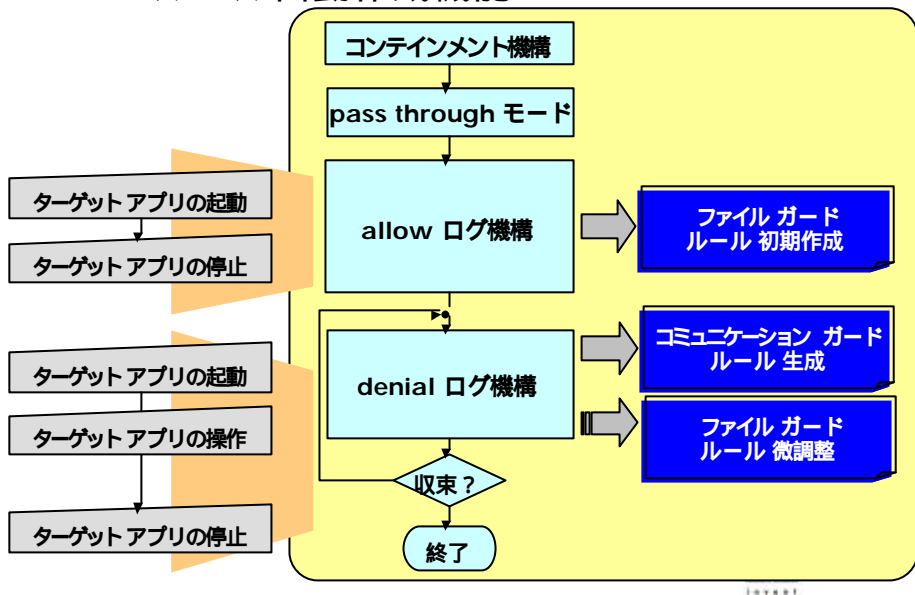 コンテインメント機構
pass through モード
allow ログ機構
ターゲット アプリの起動
ターゲット アプリの停止
ファイル ガード
ルール 初期作成
denial ログ機構
ターゲット アプリの起動
ターゲット アプリの操作
ターゲット アプリの停止
コミュニケーション ガード
ルール 生成
ファイル ガード
ルール 微調整
収束？
終了